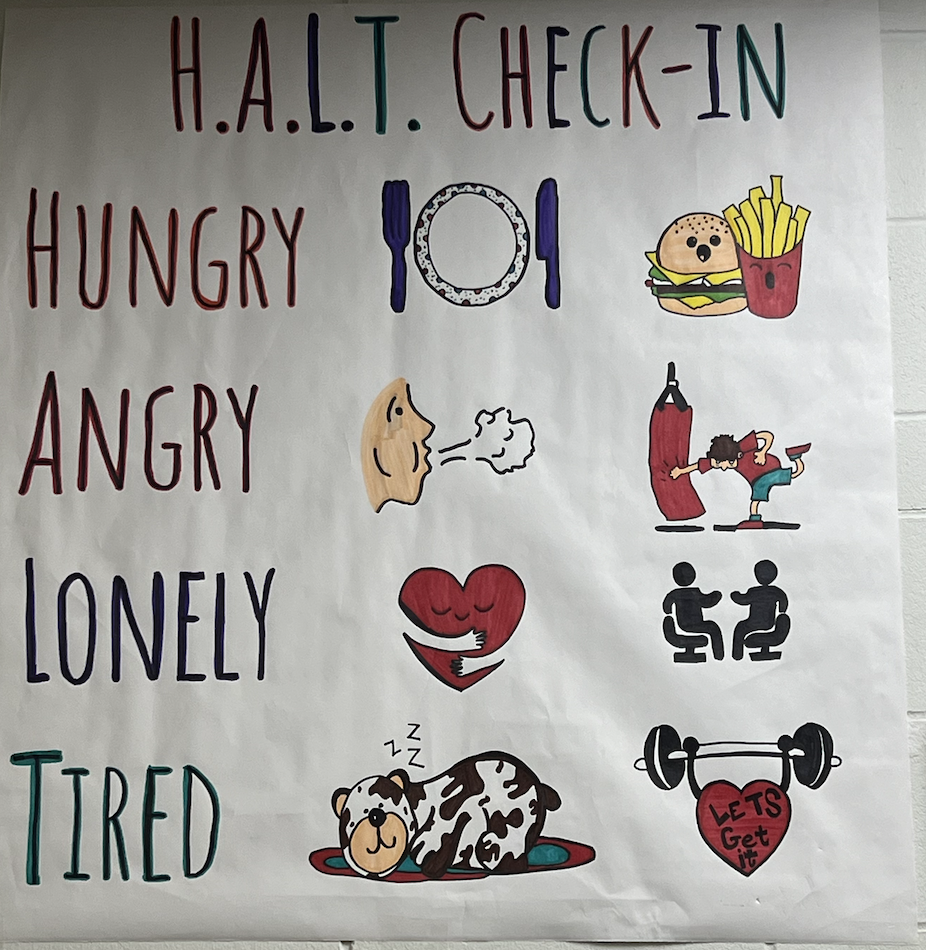 H.A.L.T. CHECK-IN
HUNGRY
ANGRY
LONELY
TIRED
Z
Z
Z
LETS
Get
it